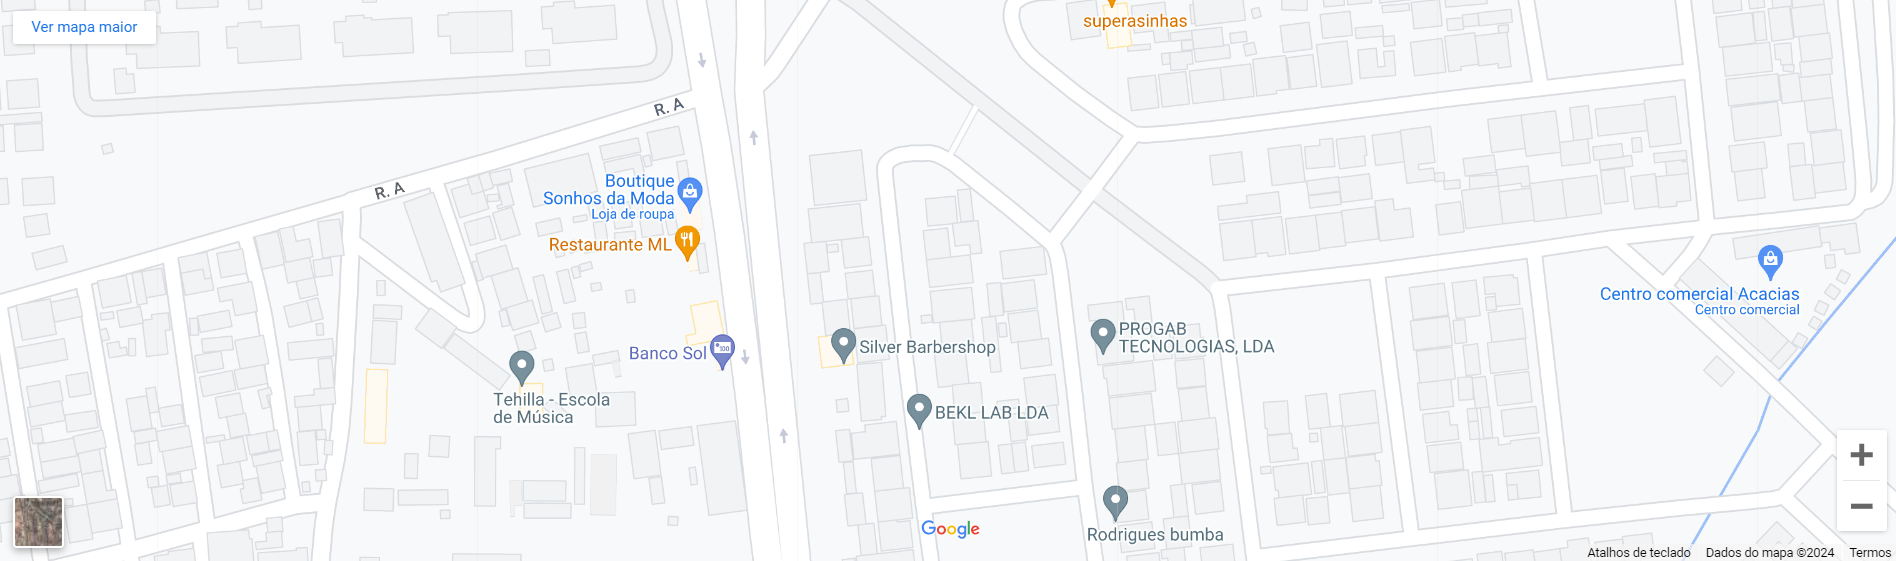 Ver mapa maior
superasinhas
R. A
R. A
Boutique
Sonhos da Moda
Loja de roupa
Restaurante ML
Banco Sol
100
Tehilla - Escola
de Música
Silver Barbershop
BEKL LAB LDA
PROGAB
TECNOLOGIAS, LDA
Rodrigues bumba
Centro comercial Acacias
Centro comercial
Google
Atalhos de teclado
Dados do mapa ©2024
Termos